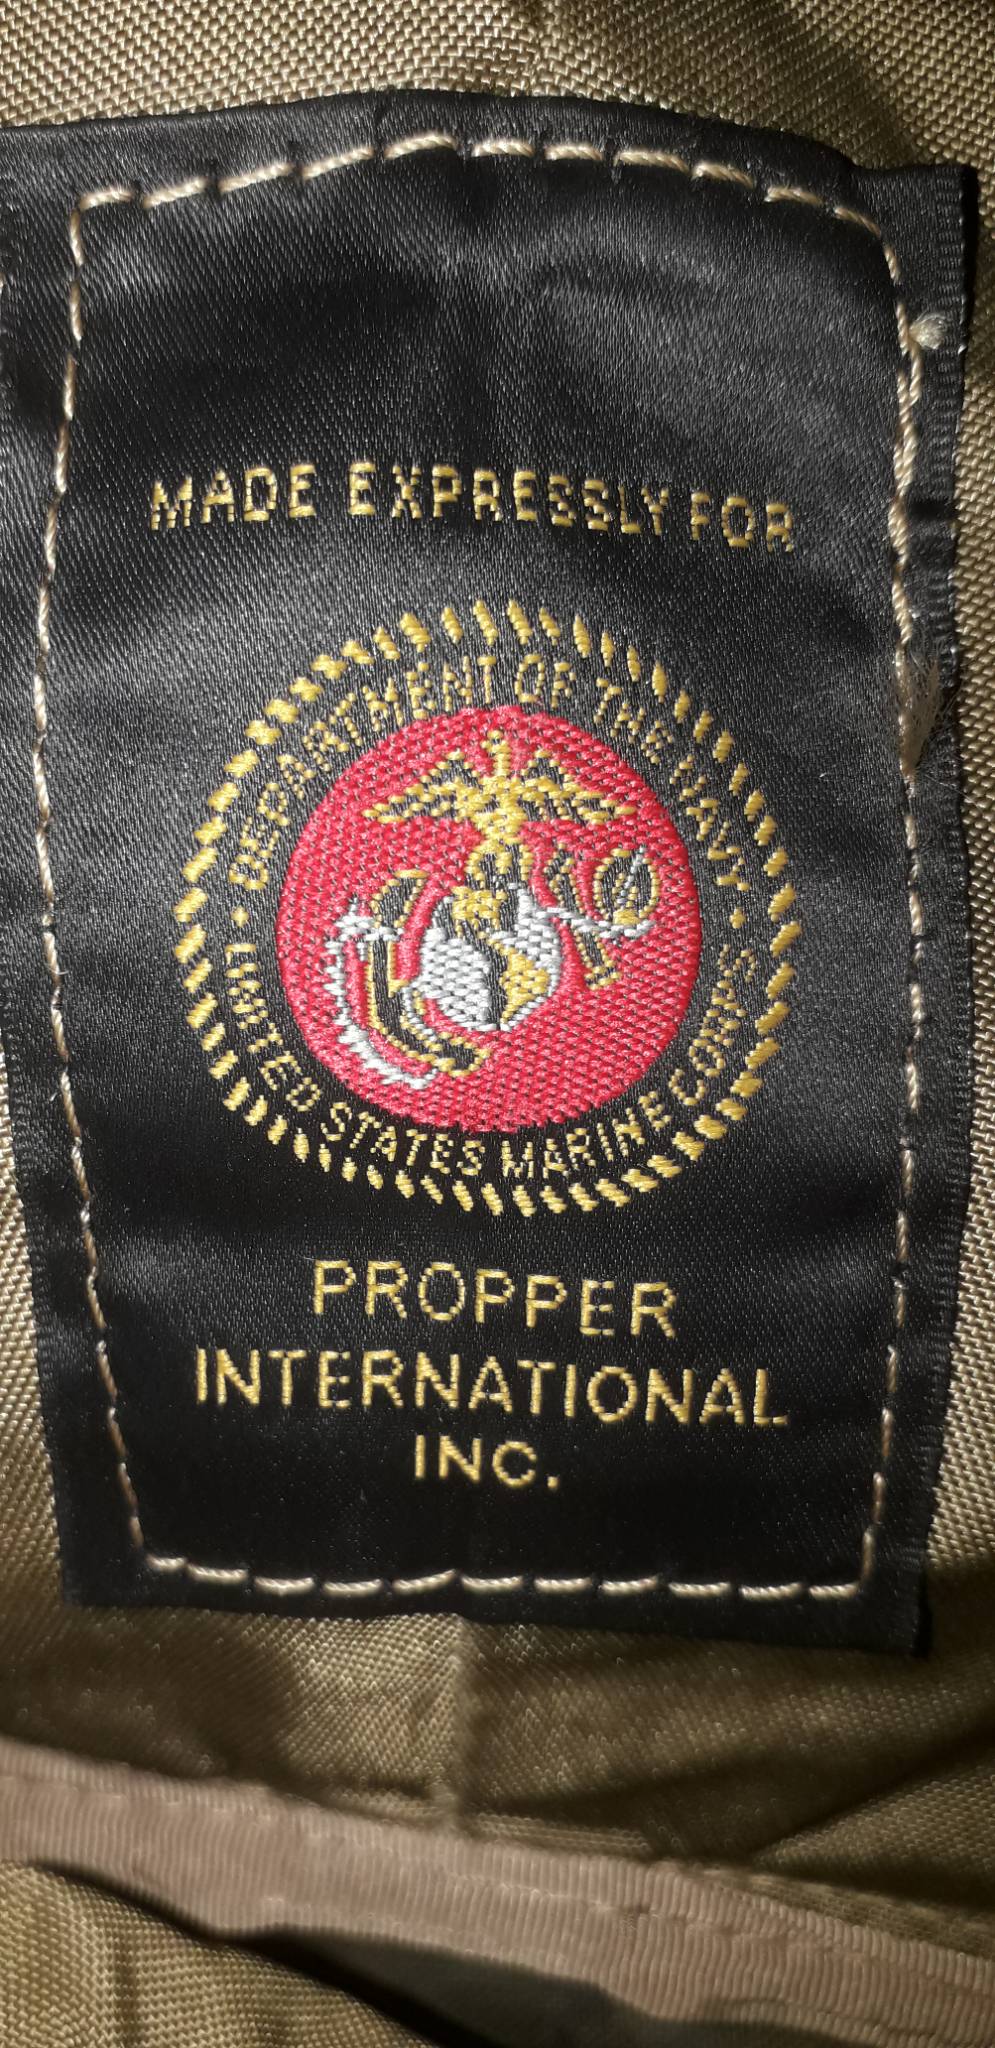 MADE EXPRESSLY FOR
DEPARTMENT OF THE NAVY
UNITED STATES MARINE CORPS
PROPPER
INTERNATIONAL
INC.